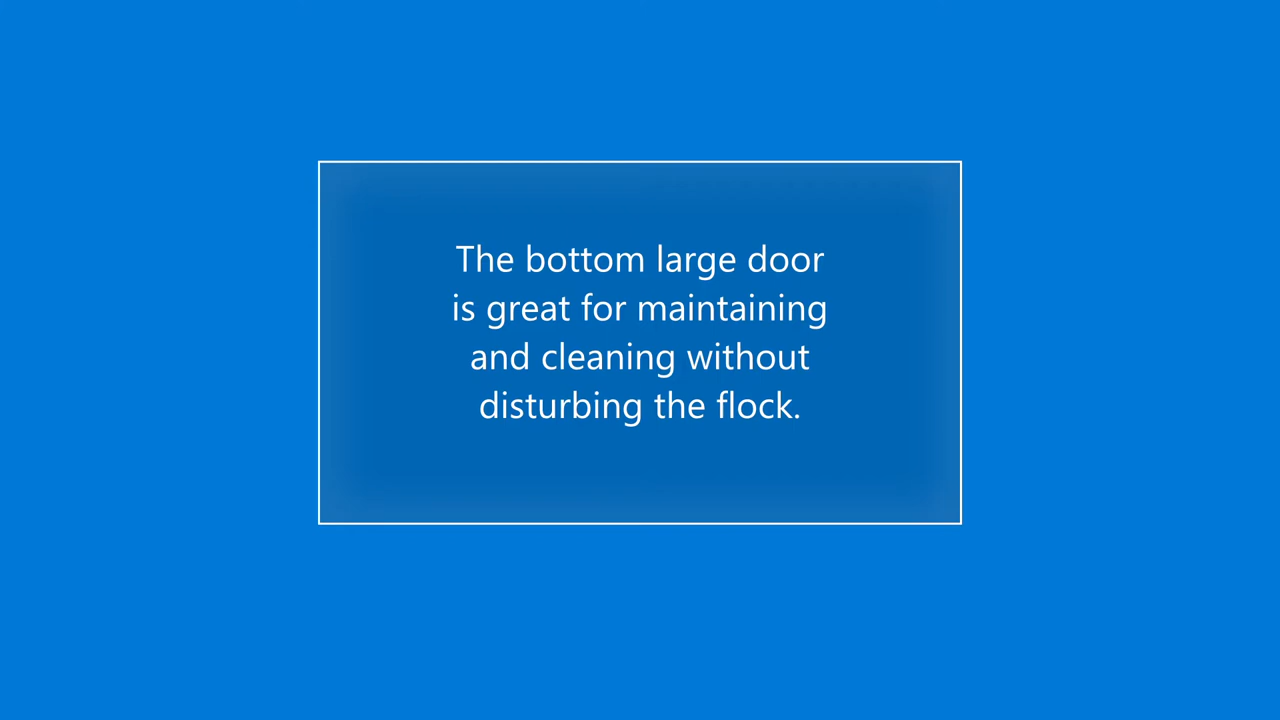 The bottom large door
is great for maintaining
and cleaning without
disturbing the flock.